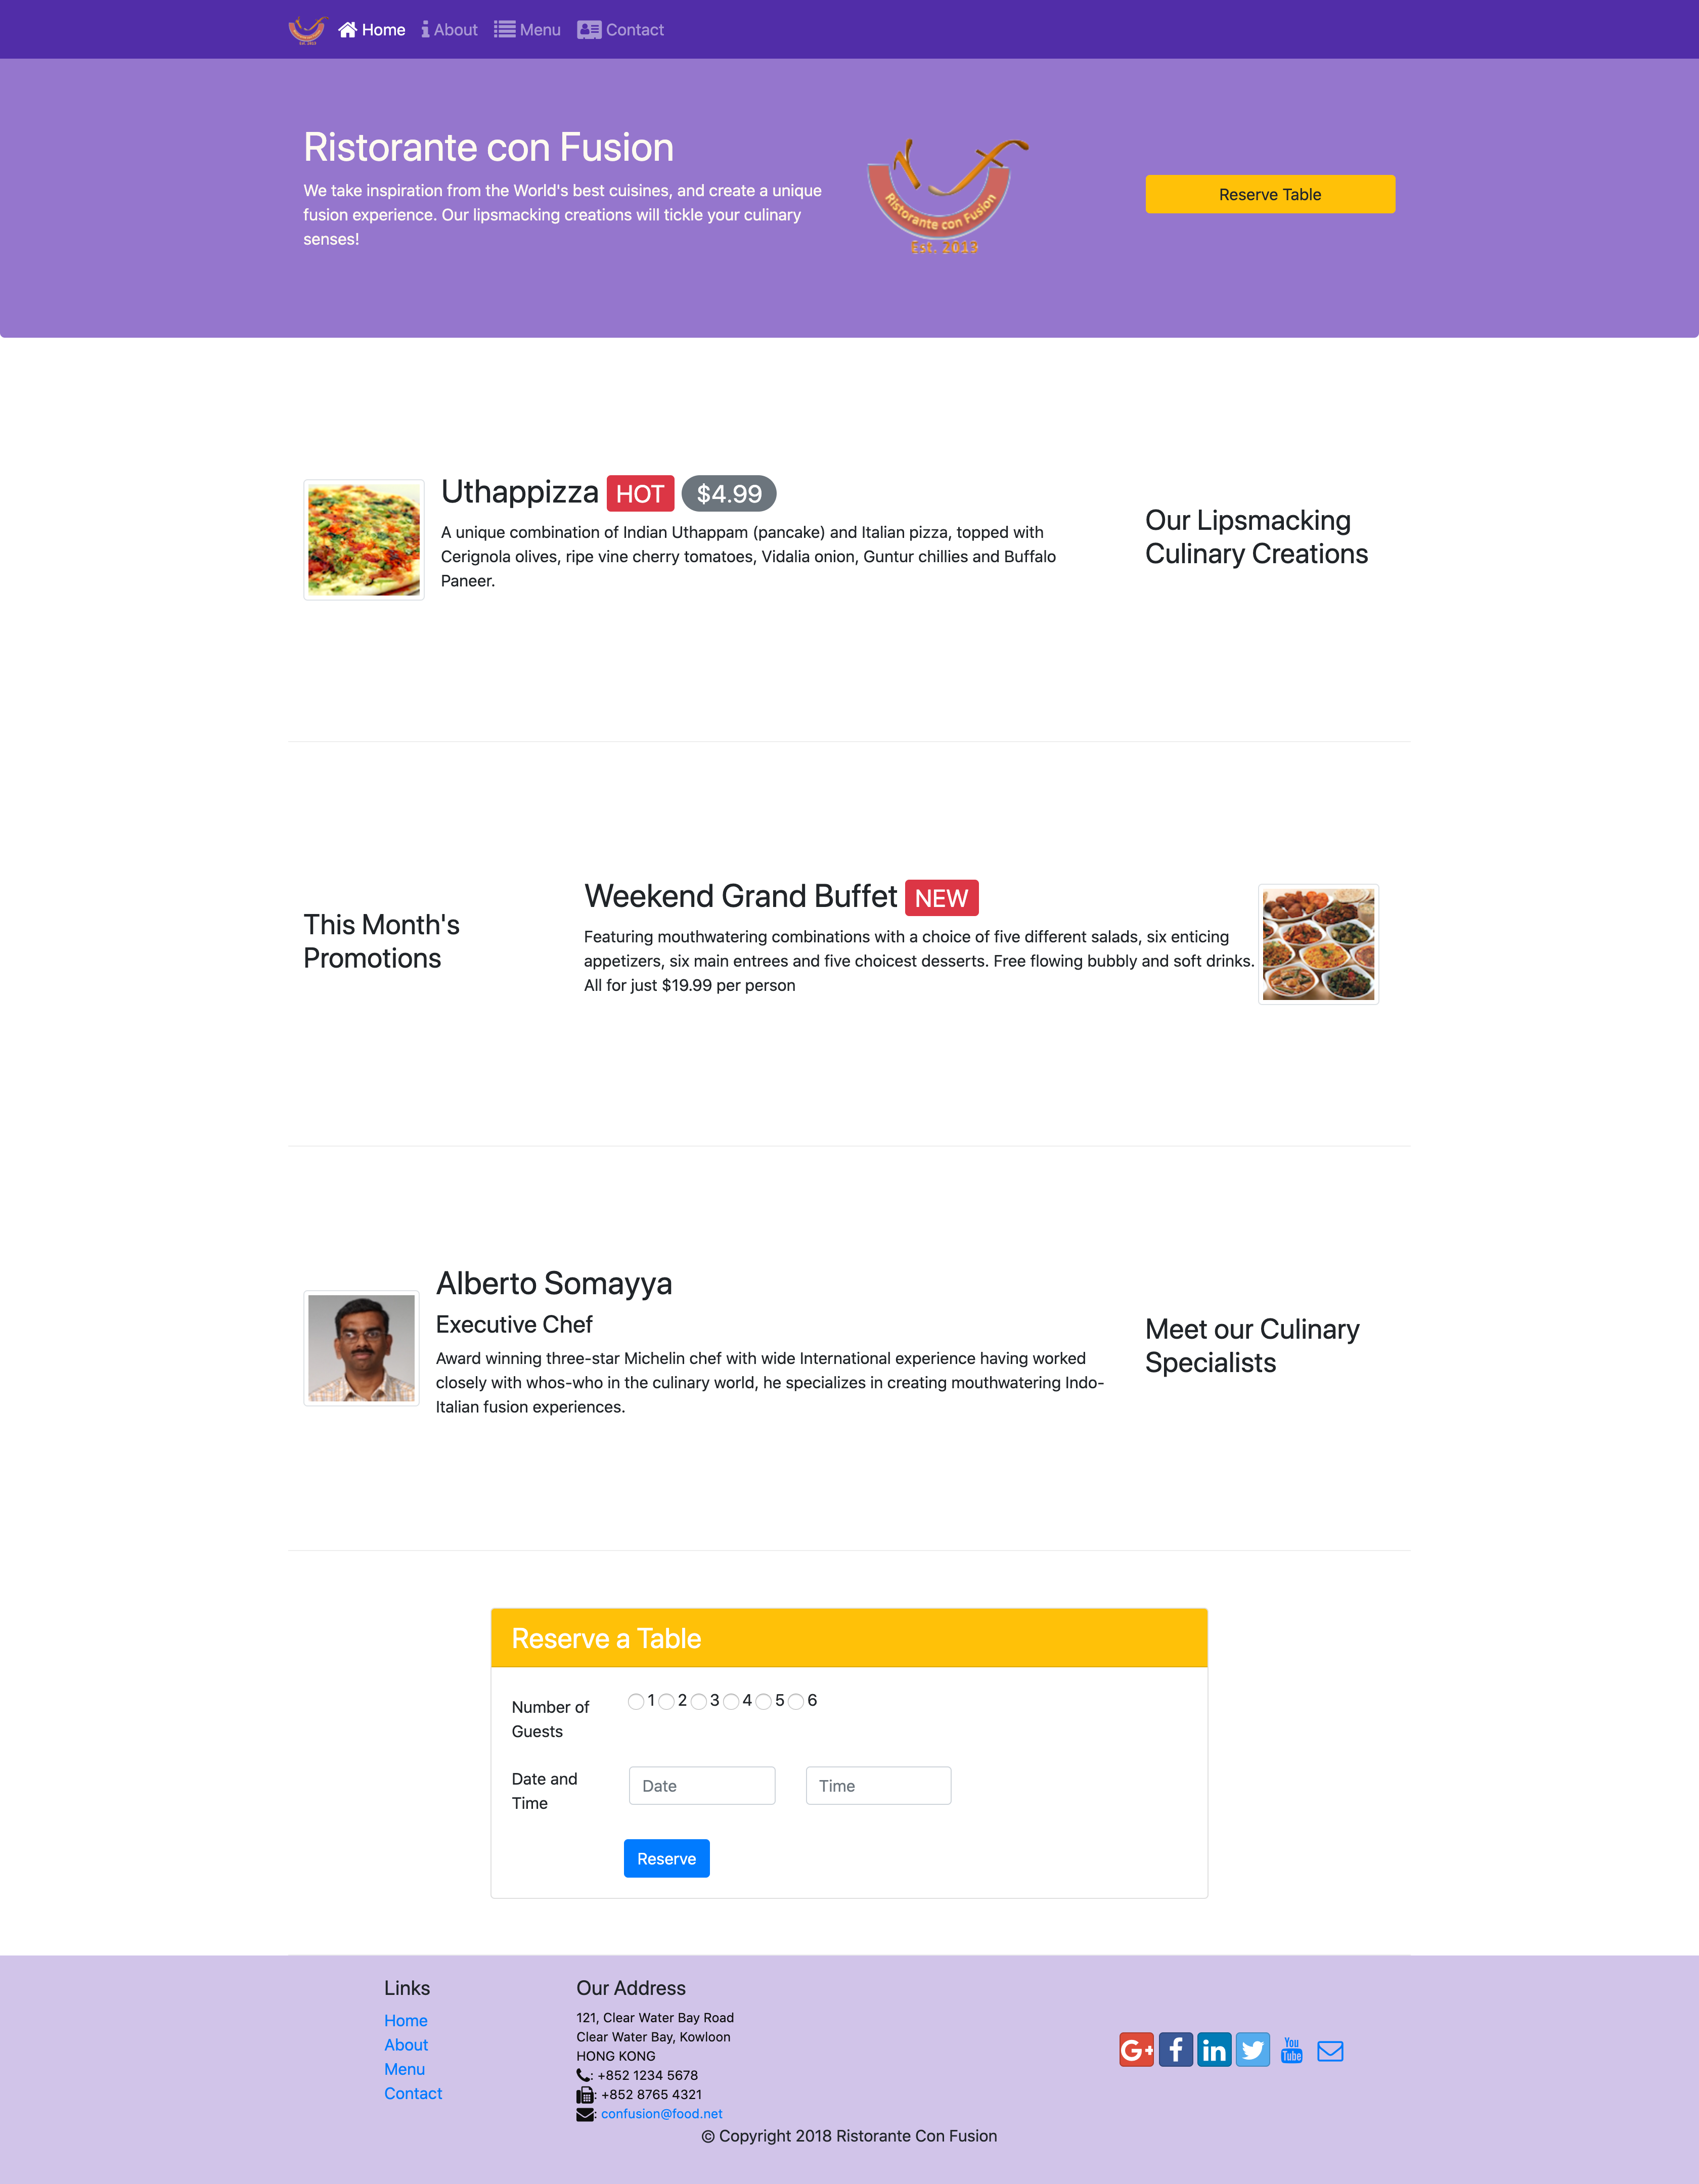 Home About Menu Contact
Ristorante con Fusion
We take inspiration from the World's best cuisines, and create a unique
fusion experience. Our lipsmacking creations will tickle your culinary
senses!
Ristorante con Fusion
Est. 2013
Reserve Table
Uthappizza HOT $4.99
A unique combination of Indian Uthappam (pancake) and Italian pizza, topped with
Cerignola olives, ripe vine cherry tomatoes, Vidalia onion, Guntur chillies and Buffalo
Paneer.
Our Lipsmacking
Culinary Creations
This Month's
Promotions
Weekend Grand Buffet NEW
Featuring mouthwatering combinations with a choice of five different salads, six enticing
appetizers, six main entrees and five choicest desserts. Free flowing bubbly and soft drinks.
All for just $19.99 per person
Alberto Somayya
Executive Chef
Award winning three-star Michelin chef with wide International experience having worked
closely with whos-who in the culinary world, he specializes in creating mouthwatering Indo-
Italian fusion experiences.
Meet our Culinary
Specialists
Reserve a Table
Number of
Guests
1 2 3 4 5 6
Date and
Time
Date
Time
Reserve
Links
Home
About
Menu
Contact
Our Address
121, Clear Water Bay Road
Clear Water Bay, Kowloon
HONG KONG
: +852 1234 5678
: +852 8765 4321
: confusion@food.net
G+ f in You Tube
© Copyright 2018 Ristorante Con Fusion